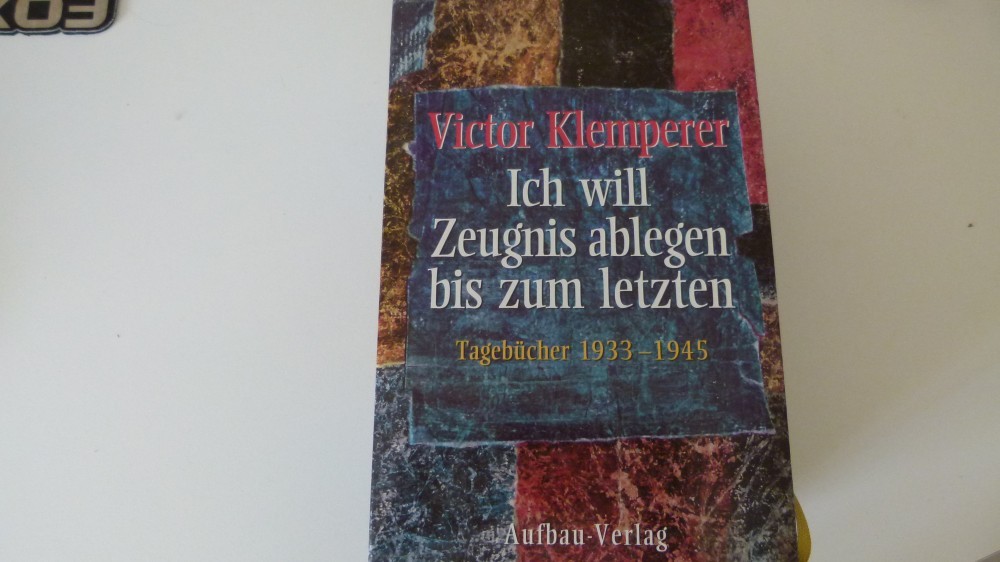 Victor Klemperer
Ich will
Zeugnis ablegen
bis zum letzten
Tagebücher 1933–1945
Aufbau-Verlag